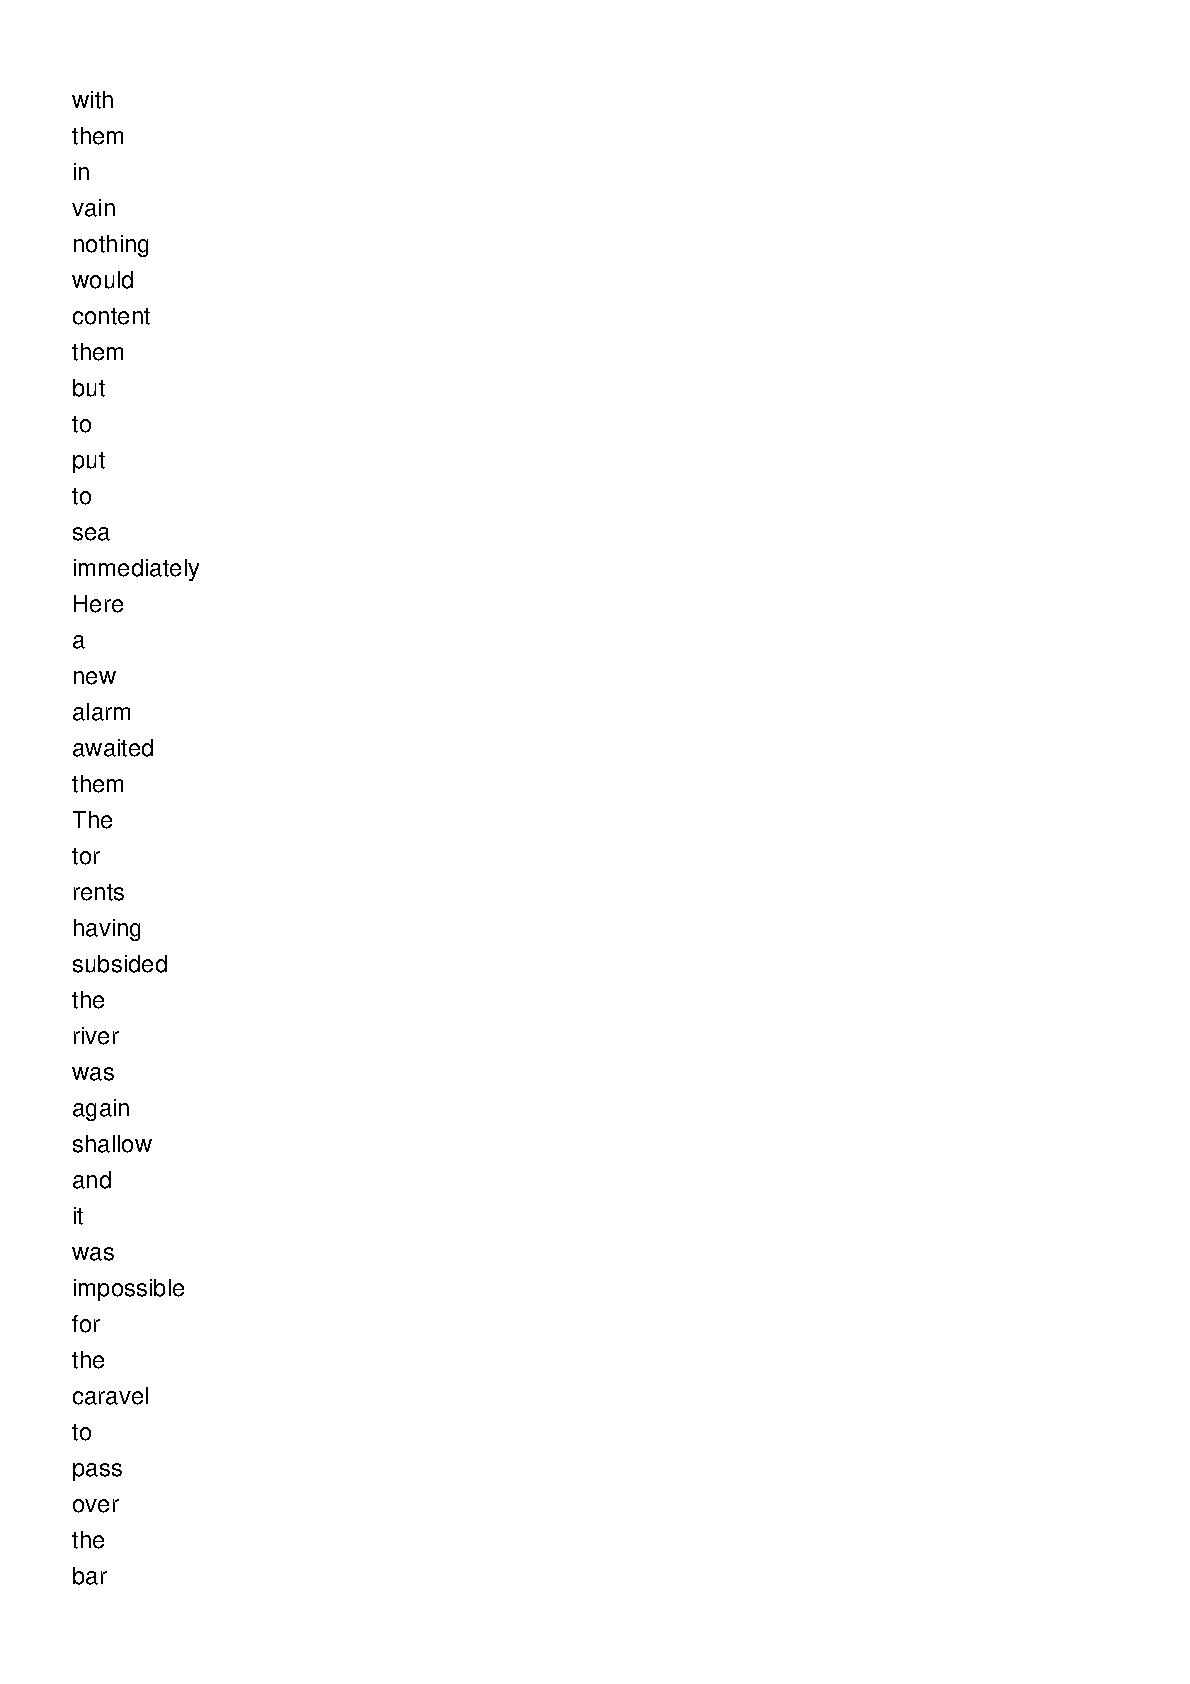 with
them
in
vain
nothing
would
content
them
but
to
put
to
sea
immediately
Here
a
new
alarm
awaited
them
The
tor
rents
having
subsided
the
river
was
again
shallow
and
it
was
impossible
for
the
caravel
to
pass
over
the
bar